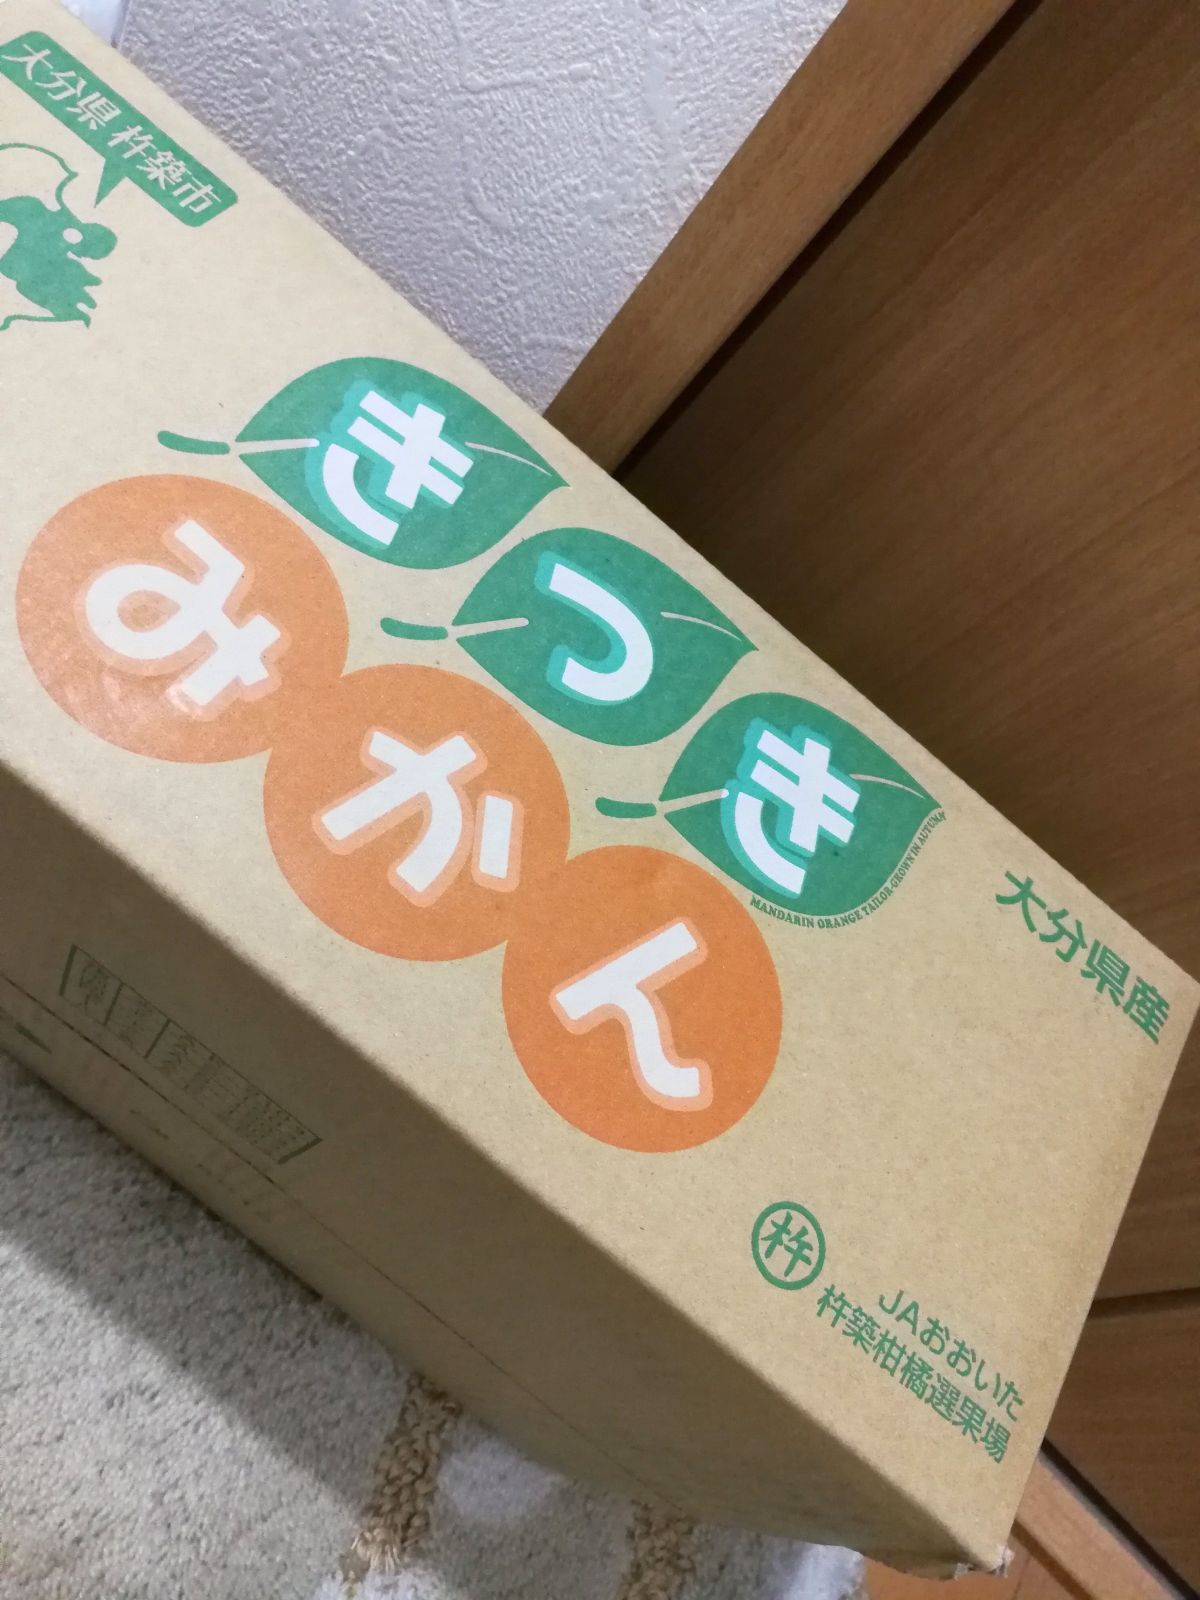 大分県 杵築市
きつき
みかん
MANDARIN ORANGE TAILOR-GROWN IN AUTUMN
大分県産
杵
JAおおいた
杵築柑橘選果場